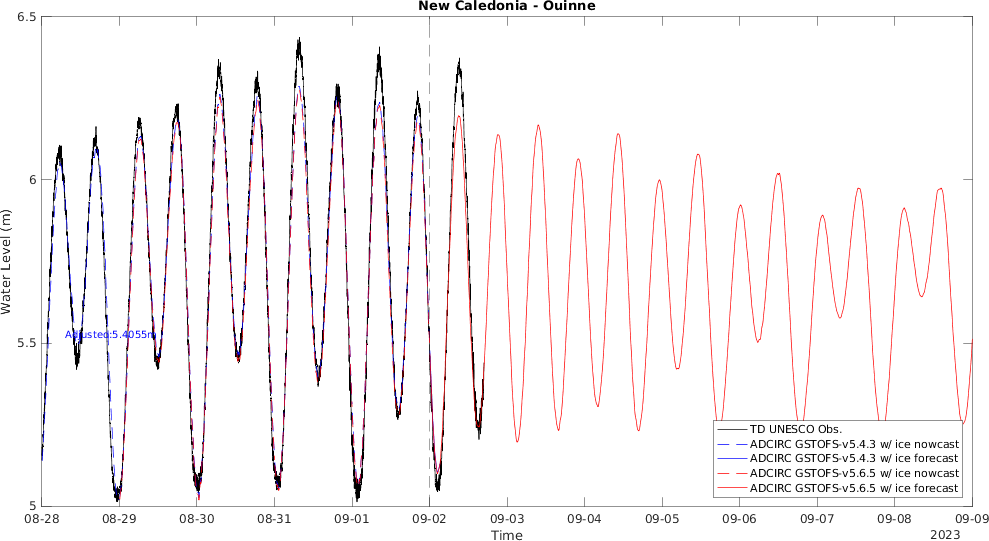 New Caledonia - Ouinne
6.5
6
5.5
5
Water Level (m)
Adjusted:5.4055m
TD UNESCO Obs.
ADCIRC GSTOFS-v5.4.3 w/ ice nowcast
ADCIRC GSTOFS-v5.4.3 w/ ice forecast
ADCIRC GSTOFS-v5.6.5 w/ ice nowcast
ADCIRC GSTOFS-v5.6.5 w/ ice forecast
08-28 08-29 08-30 08-31 09-01 09-02 09-03 09-04 09-05 09-06 09-07 09-08 09-09
Time
2023